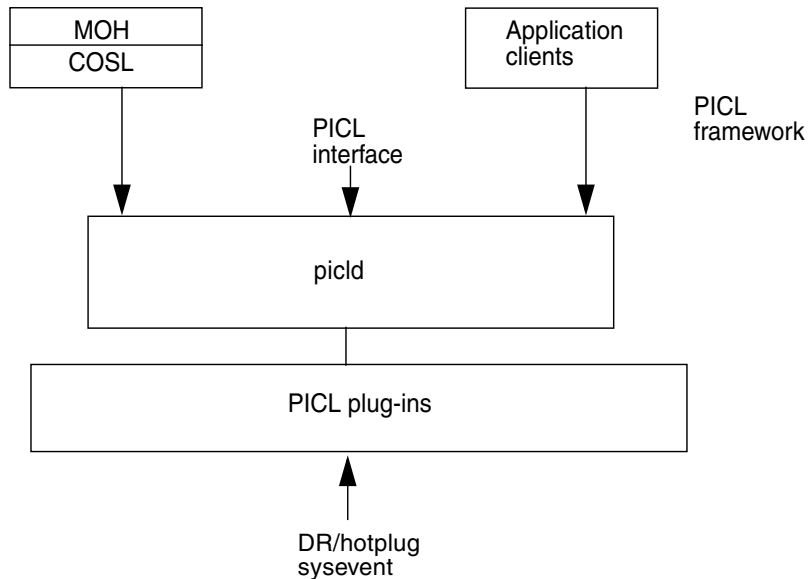 MOH
COSL
Application
clients
PICL
framework
PICL
interface
picld
PICL plug-ins
DR/hotplug
sysevent